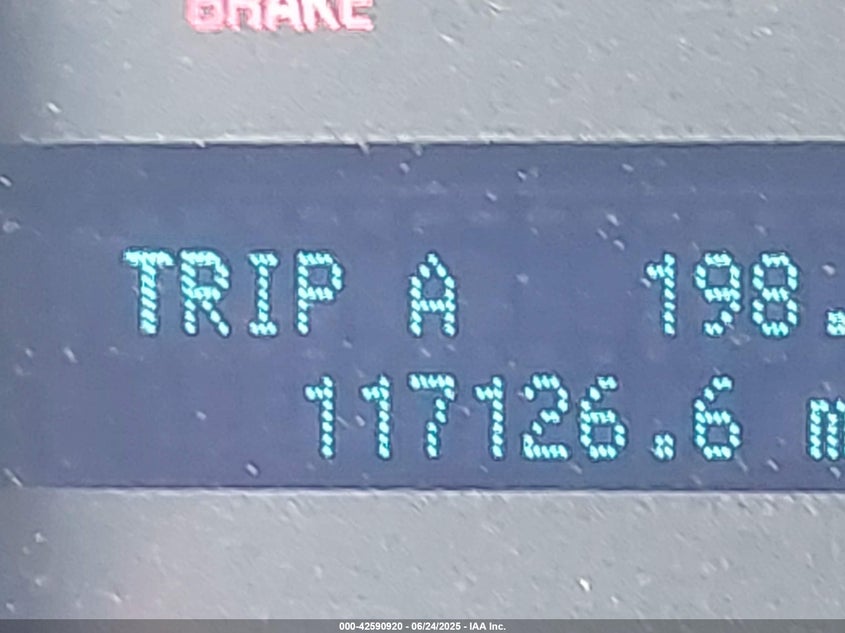 BRAKE
TRIP A 198.
117126.6 m
000-42590920 - 06/24/2025 - IAA Inc.